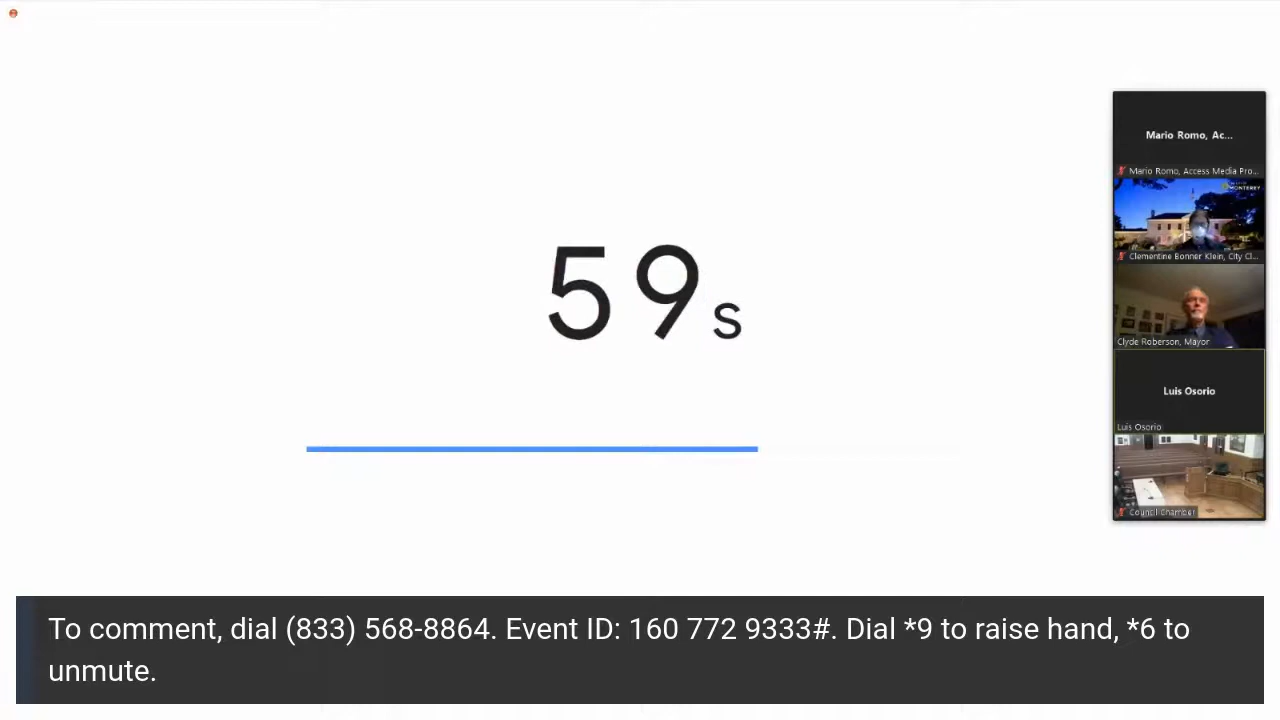 59s
Mario Romo, Ac...
Mario Romo, Access Media Pro...
MONTEREY
Clementine Bonner Klein, City Cl...
Clyde Roberson, Mayor
Luis Osorio
Luis Osorio
Council Chamber
To comment, dial (833) 568-8864. Event ID: 160 772 9333#. Dial *9 to raise hand, *6 to
unmute.